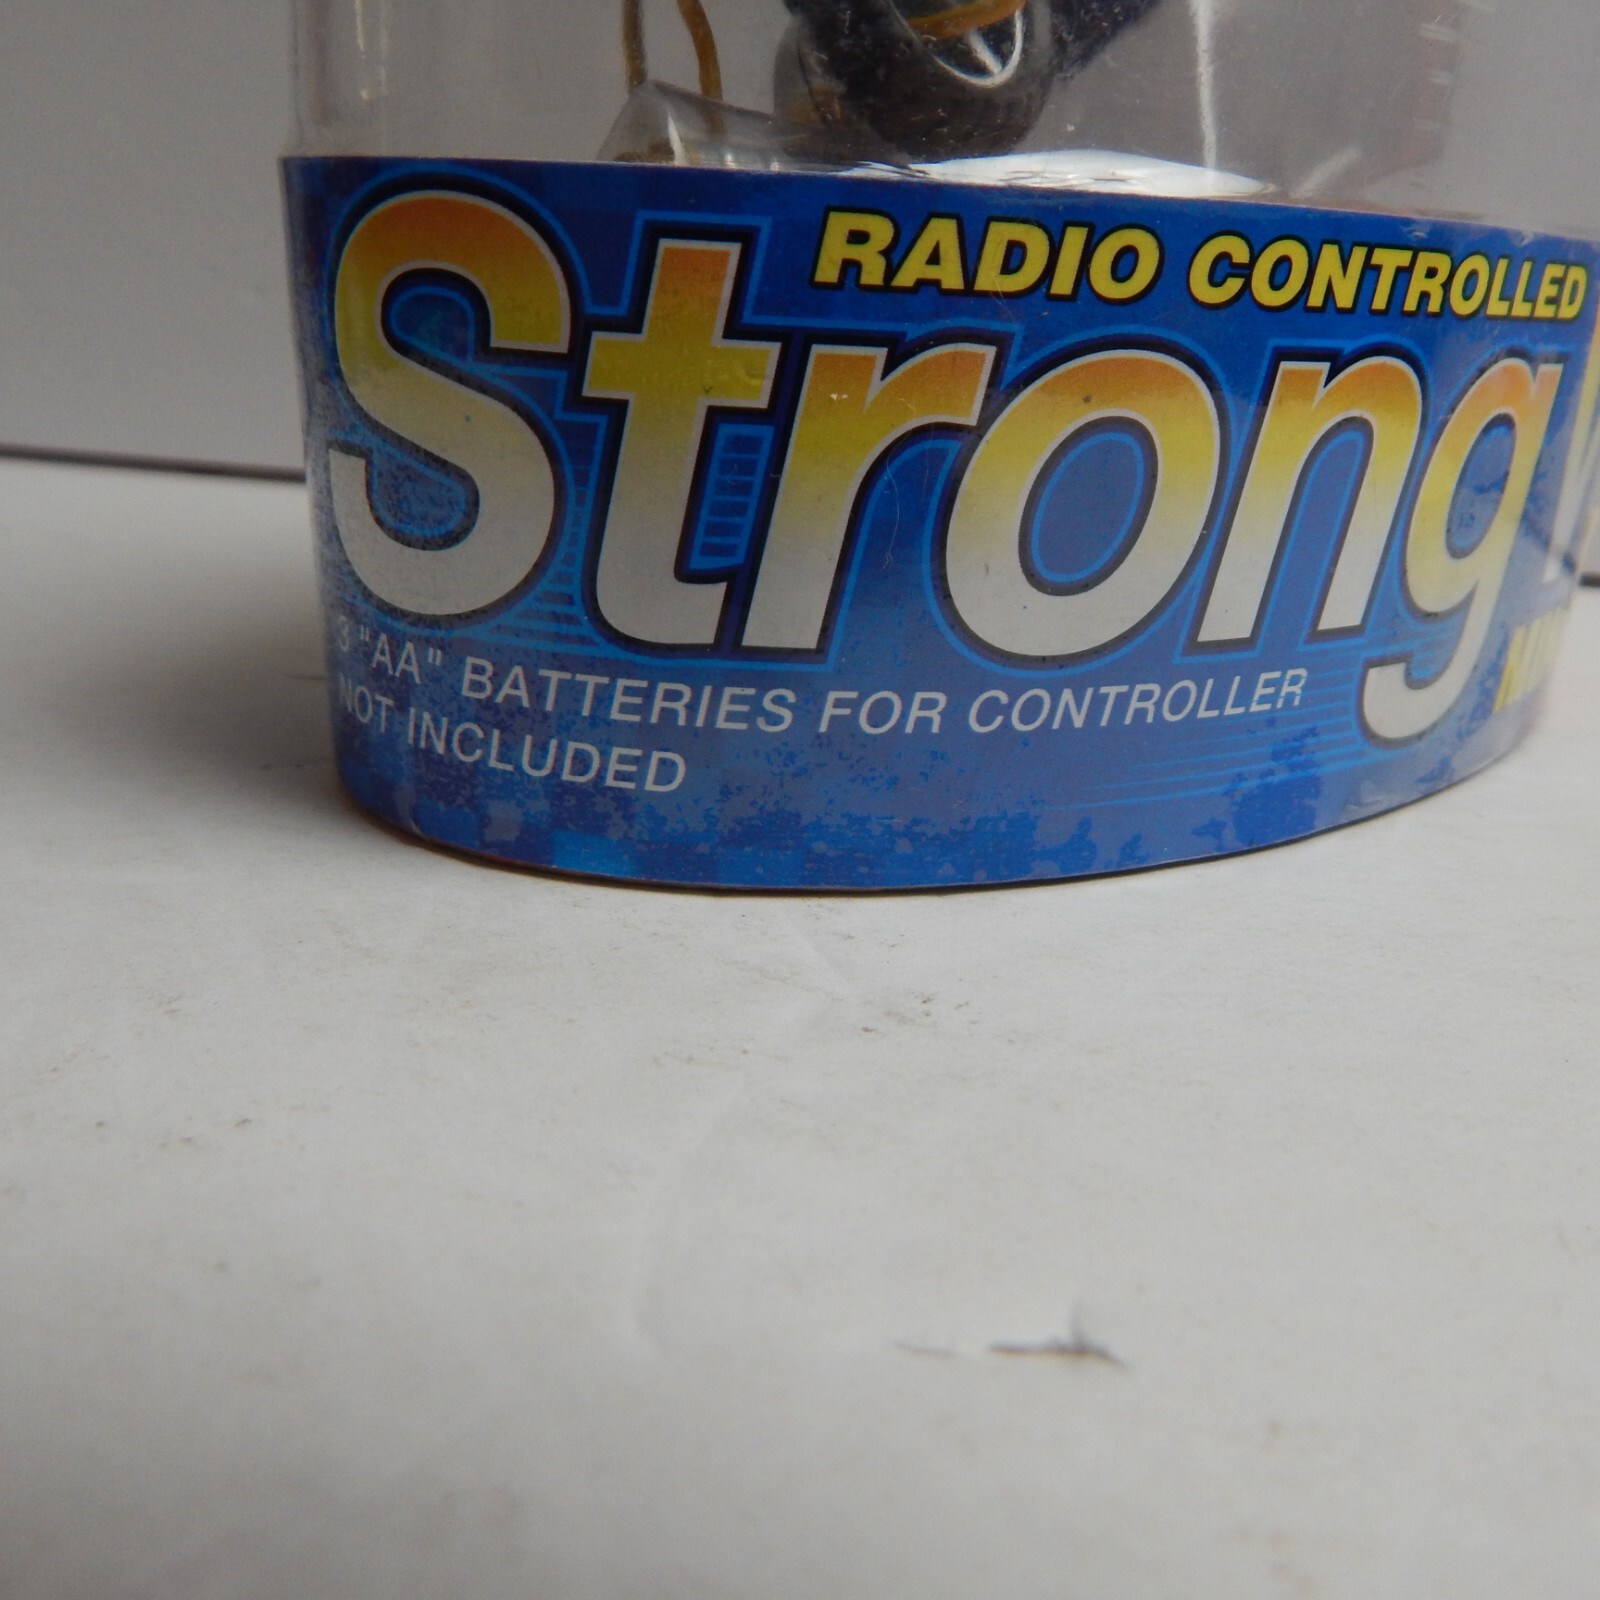 RADIO CONTROLLED
Strong
3 "AA" BATTERIES FOR CONTROLLER
NOT INCLUDED